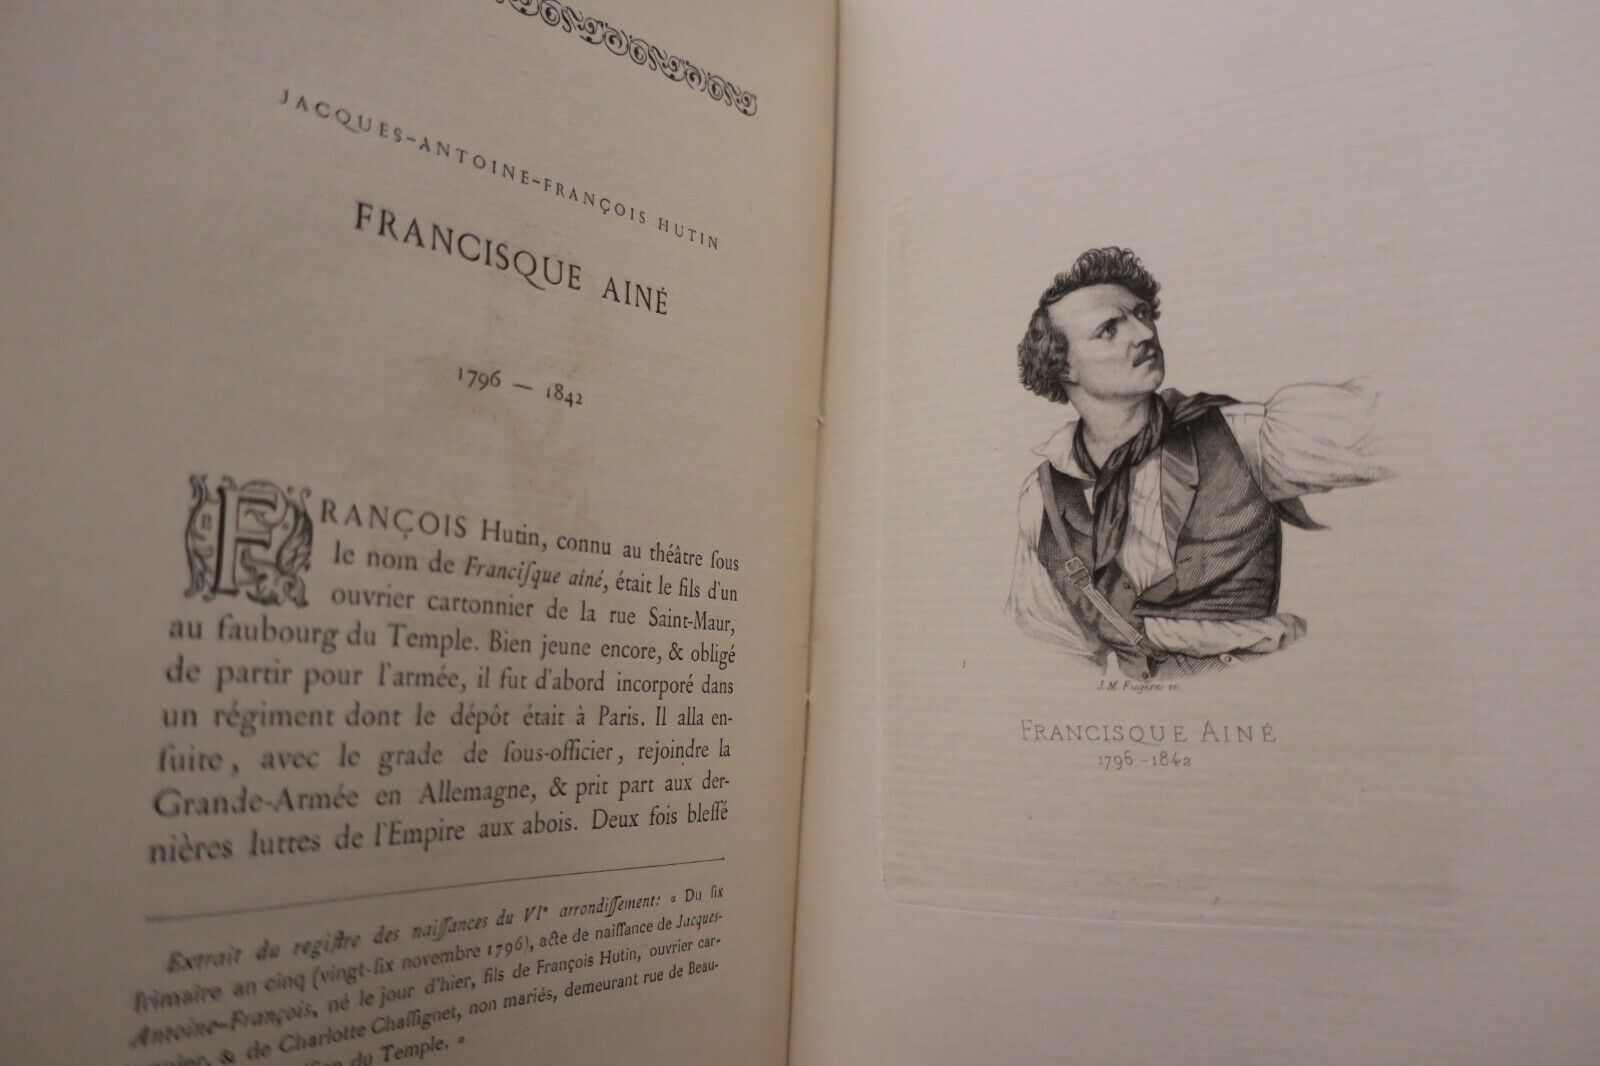 JACQUES-ANTOINE-FRANÇOIS HUTIN
FRANCISQUE AINÉ
1796 — 1842
FRANÇOIS Hutin, connu au théâtre ſous
le nom de Franciſque aîné, était le fils d'un
ouvrier cartonnier de la rue Saint-Maur,
au faubourg du Temple. Bien jeune encore, & obligé
de partir pour l'armée, il fut d'abord incorporé dans
un régiment dont le dépôt était à Paris. Il alla en-
ſuite, avec le grade de ſous-officier, rejoindre la
Grande-Armée en Allemagne, & prit part aux der-
nières luttes de l'Empire aux abois. Deux fois bleſſé
Extrait du regiſtre des naiſſances du VIe arrondiſſement: « Du ſix
frimaire an cinq (vingt-ſix novembre 1796), acte de naiſſance de Jacques-
Antoine-François, né le jour d'hier, fils de François Hutin, ouvrier car-
& de Charlotte Chaſſignet, non mariés, demeurant rue de Beau-
du Temple. »
J. M. Fugère sc.
FRANCISQUE AINÉ
1796-1842